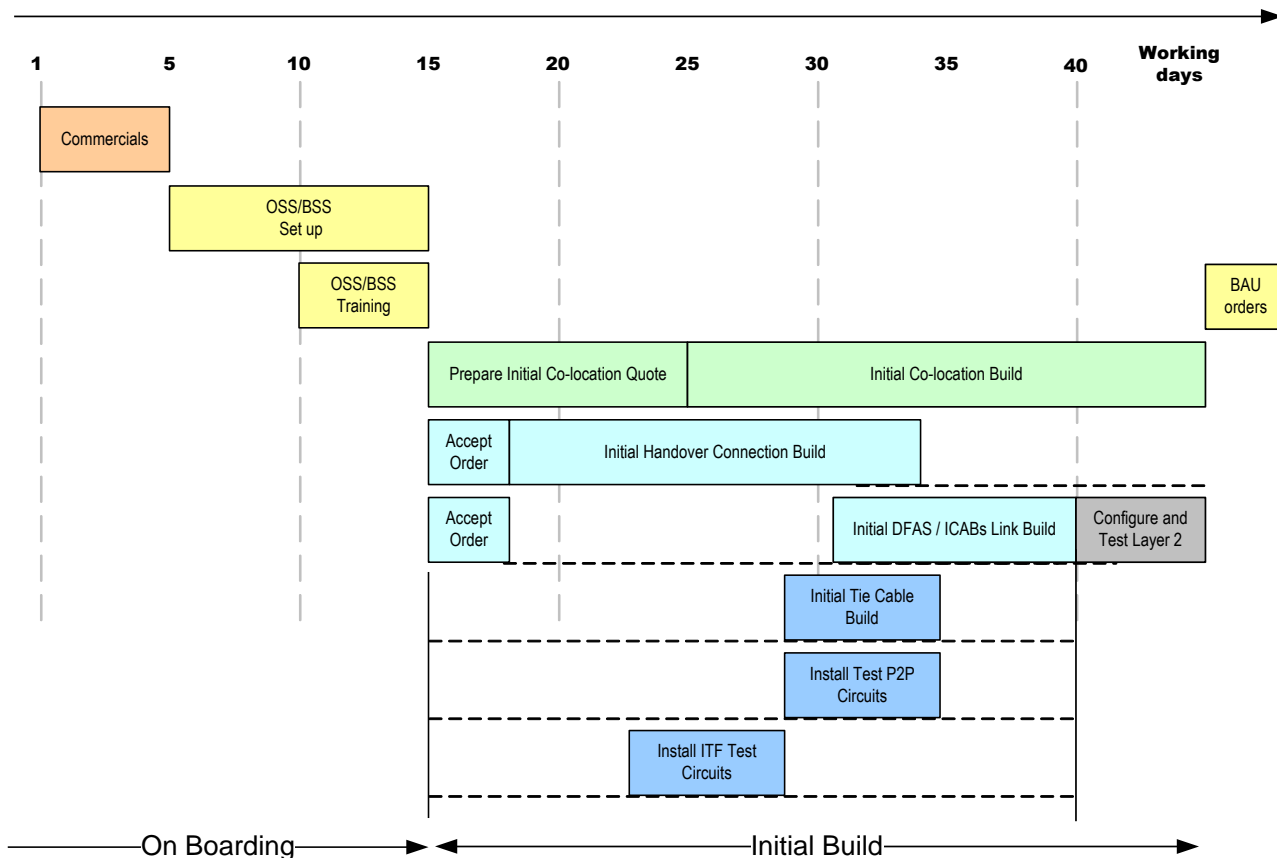 1 5 10 15 20 25 30 35 40 Working
days
Commercials
OSS/BSS
Set up
OSS/BSS
Training
BAU
orders
Prepare Initial Co-location Quote
Initial Co-location Build
Accept
Order
Initial Handover Connection Build
Accept
Order
Initial DFAS / ICABs Link Build
Configure and
Test Layer 2
Initial Tie Cable
Build
Install Test P2P
Circuits
Install ITF Test
Circuits
On Boarding
Initial Build